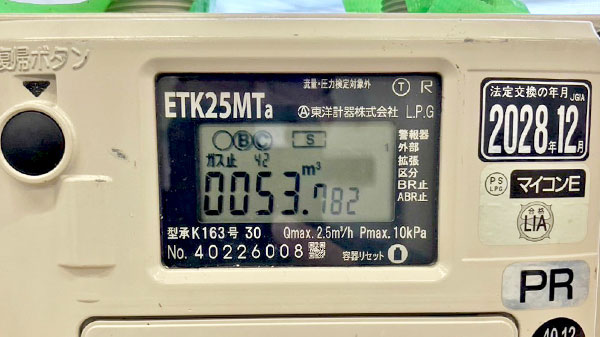 復帰ボタン
流量・圧力検定対象外
T
R
ETK25MTa
東洋計器株式会社 L.P.G
B C S
ガス止 42
1
m³
0053.782
警報器
外部
拡張
区分
BR止
ABR止
型承K163号 30 Qmax. 2.5m³/h Pmax. 10kPa
No. 40226008
容器リセット
法定交換の年月 JGIA
2028年12月
PS
LPG
マイコンE
合格
LIA
PR
40.12